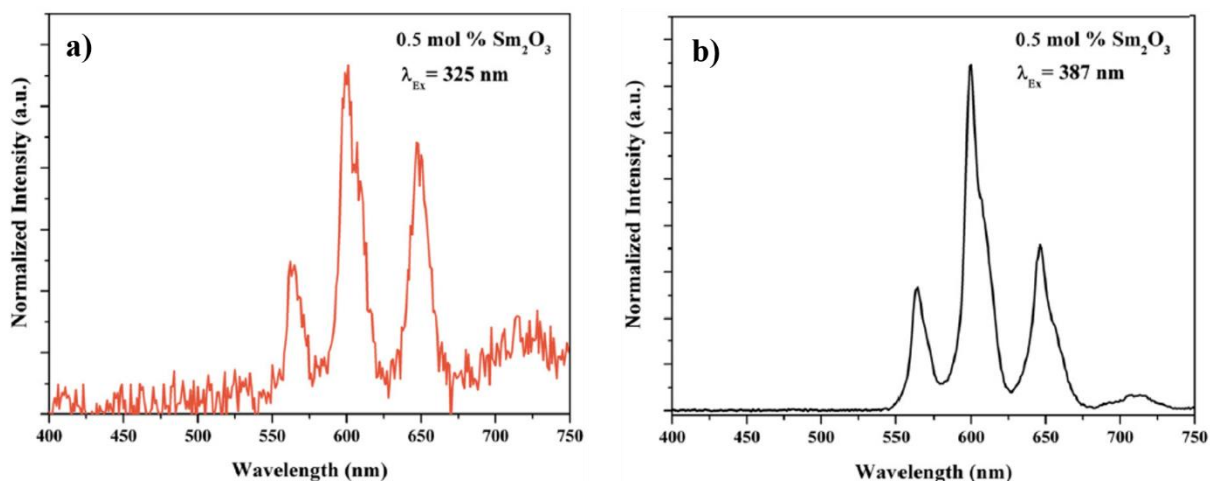 a)
0.5 mol % Sm₂O₃
λEx= 325 nm
Normalized Intensity (a.u.)
400 450 500 550 600 650 700 750
Wavelength (nm)
b)
0.5 mol % Sm₂O₃
λEx= 387 nm
Normalized Intensity (a.u.)
400 450 500 550 600 650 700 750
Wavelength (nm)